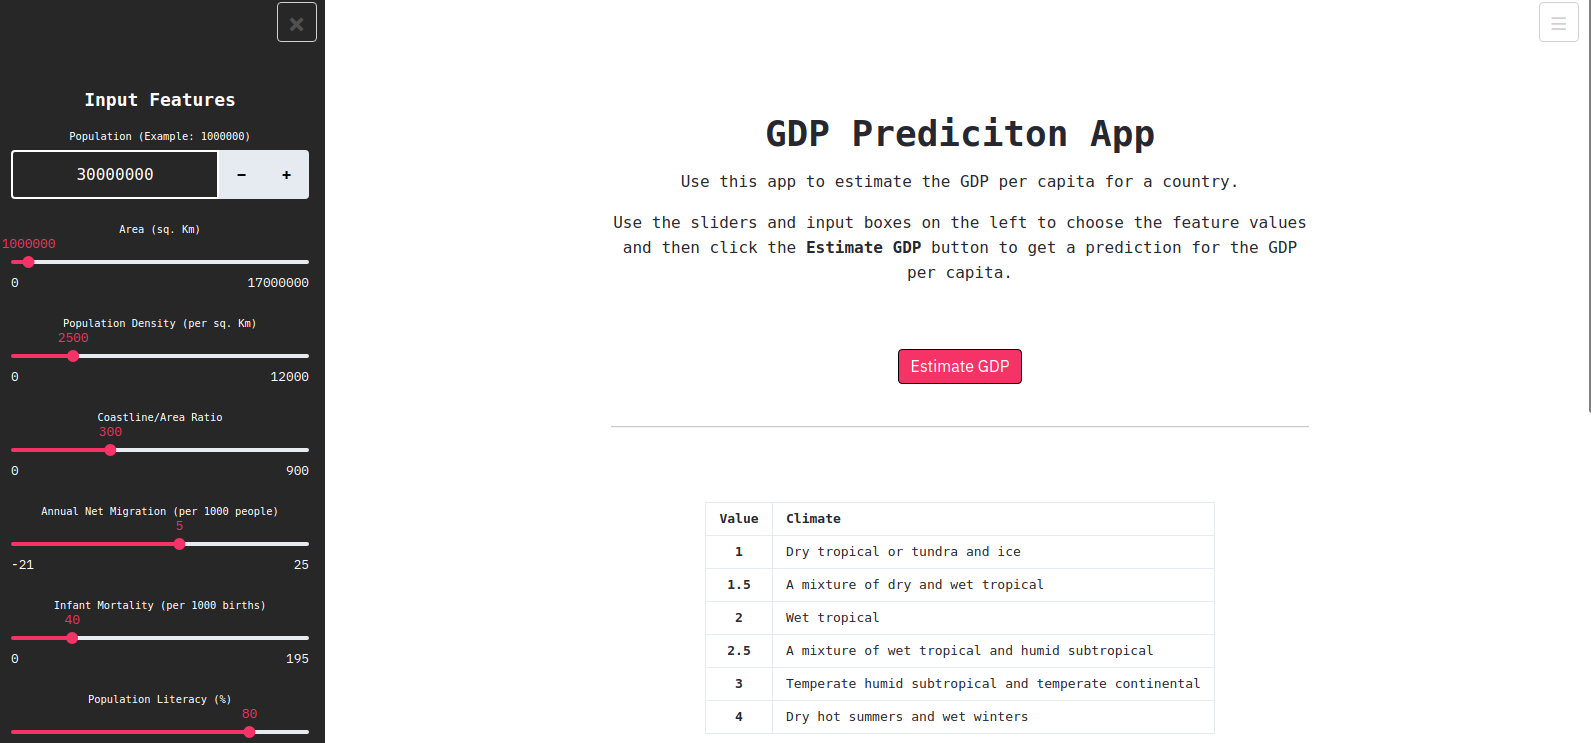 Input Features
Population (Example: 1000000)
30000000
− +
Area (sq. Km)
1000000
0 17000000
Population Density (per sq. Km)
2500
0 12000
Coastline/Area Ratio
300
0 900
Annual Net Migration (per 1000 people)
5
-21 25
Infant Mortality (per 1000 births)
40
0 195
Population Literacy (%)
80
GDP Prediciton App
Use this app to estimate the GDP per capita for a country.
Use the sliders and input boxes on the left to choose the feature values
and then click the Estimate GDP button to get a prediction for the GDP
per capita.
Estimate GDP
Value Climate
1 Dry tropical or tundra and ice
1.5 A mixture of dry and wet tropical
2 Wet tropical
2.5 A mixture of wet tropical and humid subtropical
3 Temperate humid subtropical and temperate continental
4 Dry hot summers and wet winters